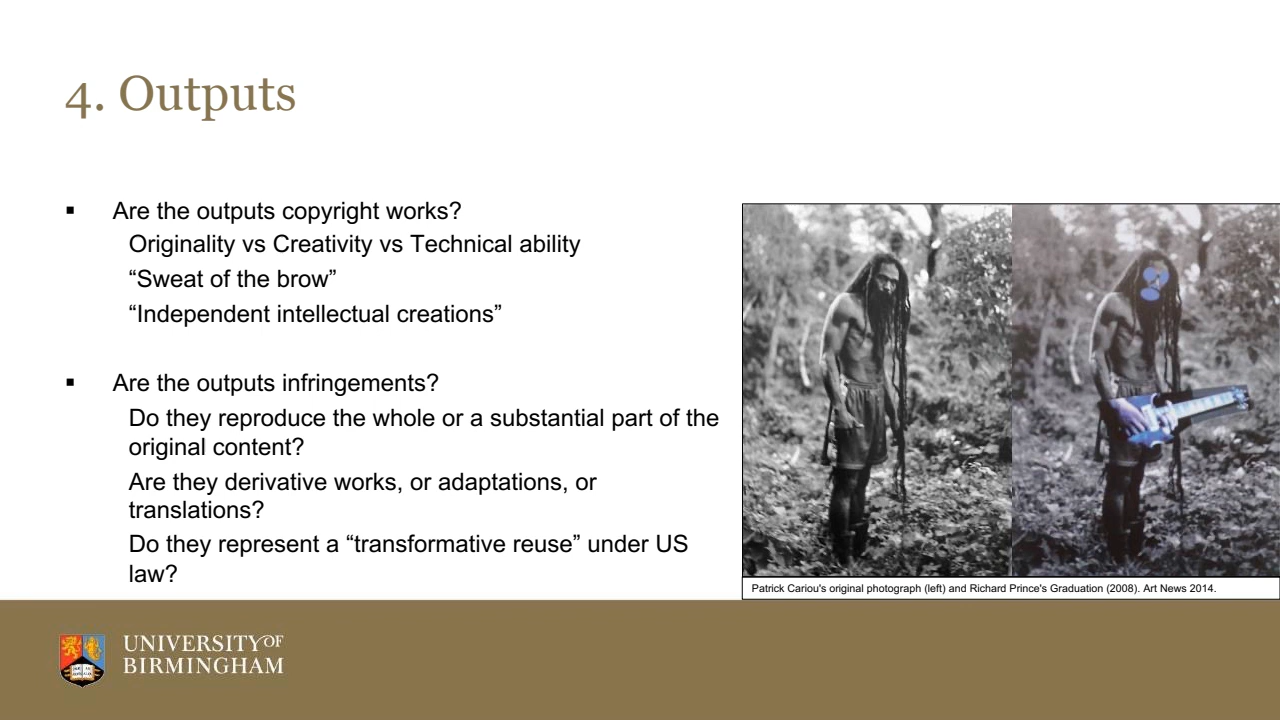 4. Outputs
▪ Are the outputs copyright works?
Originality vs Creativity vs Technical ability
“Sweat of the brow”
“Independent intellectual creations”
▪ Are the outputs infringements?
Do they reproduce the whole or a substantial part of the
original content?
Are they derivative works, or adaptations, or
translations?
Do they represent a “transformative reuse” under US
law?
Patrick Cariou's original photograph (left) and Richard Prince's Graduation (2008). Art News 2014.
UNIVERSITY OF
BIRMINGHAM